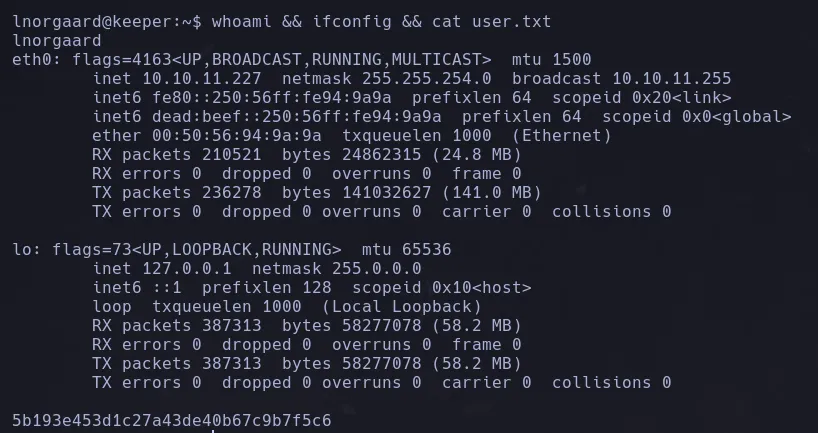 lnorgaard@keeper:~$ whoami && ifconfig && cat user.txt
lnorgaard
eth0: flags=4163<UP,BROADCAST,RUNNING,MULTICAST>  mtu 1500
        inet 10.10.11.227  netmask 255.255.254.0  broadcast 10.10.11.255
        inet6 fe80::250:56ff:fe94:9a9a  prefixlen 64  scopeid 0x20<link>
        inet6 dead:beef::250:56ff:fe94:9a9a  prefixlen 64  scopeid 0x0<global>
        ether 00:50:56:94:9a:9a  txqueuelen 1000  (Ethernet)
        RX packets 210521  bytes 24862315 (24.8 MB)
        RX errors 0  dropped 0  overruns 0  frame 0
        TX packets 236278  bytes 141032627 (141.0 MB)
        TX errors 0  dropped 0 overruns 0  carrier 0  collisions 0

lo: flags=73<UP,LOOPBACK,RUNNING>  mtu 65536
        inet 127.0.0.1  netmask 255.0.0.0
        inet6 ::1  prefixlen 128  scopeid 0x10<host>
        loop  txqueuelen 1000  (Local Loopback)
        RX packets 387313  bytes 58277078 (58.2 MB)
        RX errors 0  dropped 0  overruns 0  frame 0
        TX packets 387313  bytes 58277078 (58.2 MB)
        TX errors 0  dropped 0 overruns 0  carrier 0  collisions 0

5b193e453d1c27a43de40b67c9b7f5c6